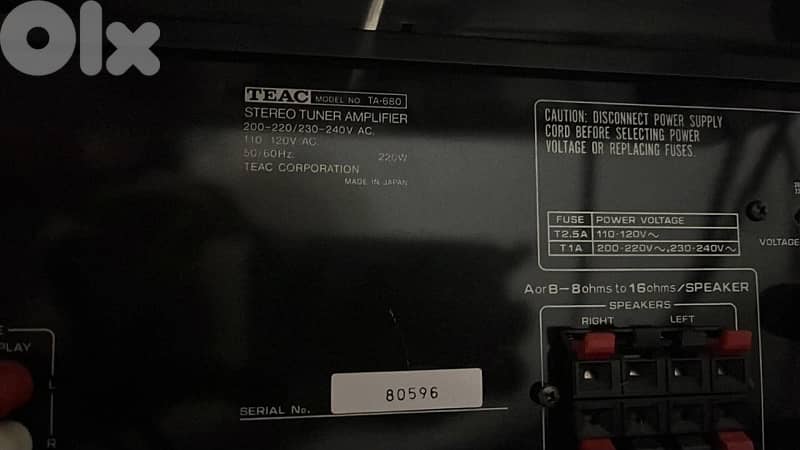 OLX
TEAC MODEL NO. TA-680
STEREO TUNER AMPLIFIER
200-220/230-240V AC,
110-120V AC.
50/60Hz. 220W
TEAC CORPORATION
MADE IN JAPAN
CAUTION: DISCONNECT POWER SUPPLY
CORD BEFORE SELECTING POWER
VOLTAGE OR REPLACING FUSES.
FUSE POWER VOLTAGE
T2.5A 110-120V~
T1A 200-220V~,230-240V~
VOLTAGE
A or B-8ohms to 16ohms/SPEAKER
SPEAKERS
RIGHT LEFT
PLAY
L
R
SERIAL No. 80596